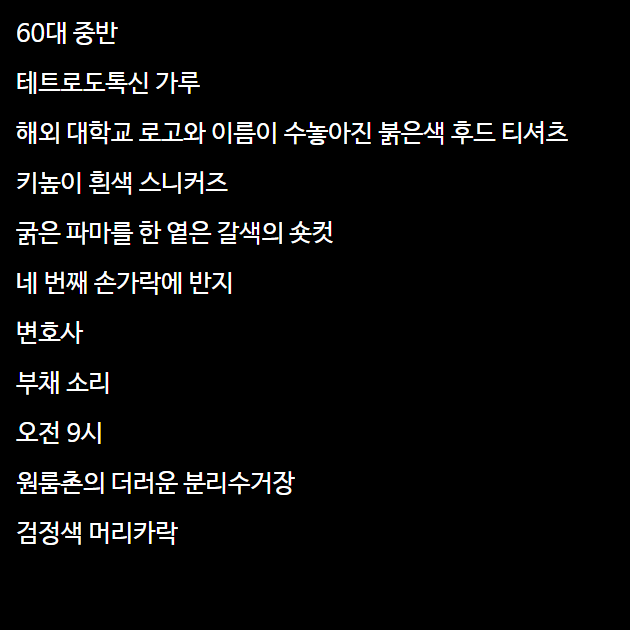 60대 중반
테트로도톡신 가루
해외 대학교 로고와 이름이 수놓아진 붉은색 후드 티셔츠
키높이 흰색 스니커즈
굵은 파마를 한 옅은 갈색의 숏컷
네 번째 손가락에 반지
변호사
부채 소리
오전 9시
원룸촌의 더러운 분리수거장
검정색 머리카락